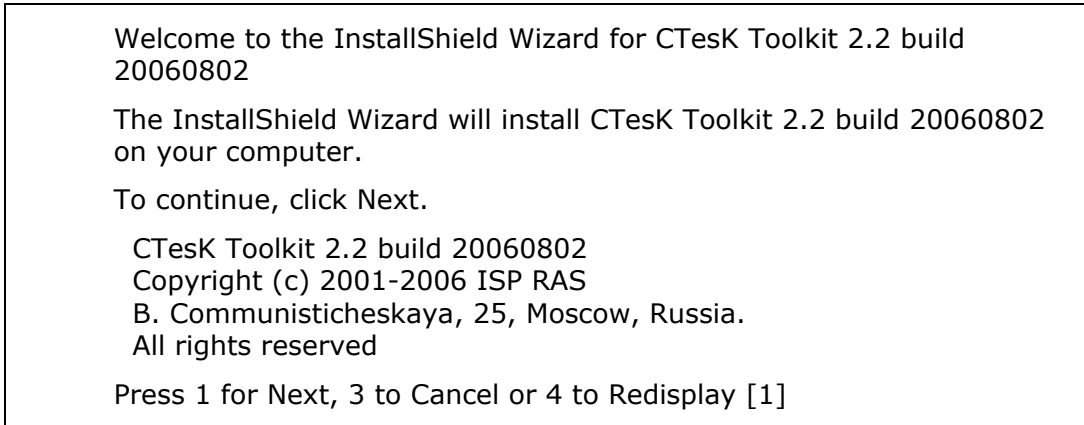 Welcome to the InstallShield Wizard for CTesK Toolkit 2.2 build
20060802
The InstallShield Wizard will install CTesK Toolkit 2.2 build 20060802
on your computer.
To continue, click Next.
CTesK Toolkit 2.2 build 20060802
Copyright (c) 2001-2006 ISP RAS
B. Communisticheskaya, 25, Moscow, Russia.
All rights reserved
Press 1 for Next, 3 to Cancel or 4 to Redisplay [1]